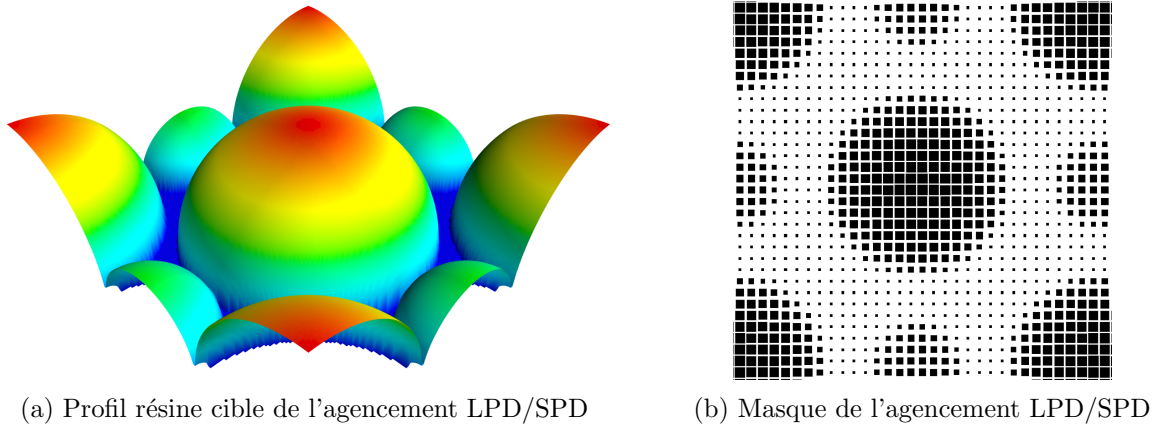 (a) Profil résine cible de l'agencement LPD/SPD
(b) Masque de l'agencement LPD/SPD